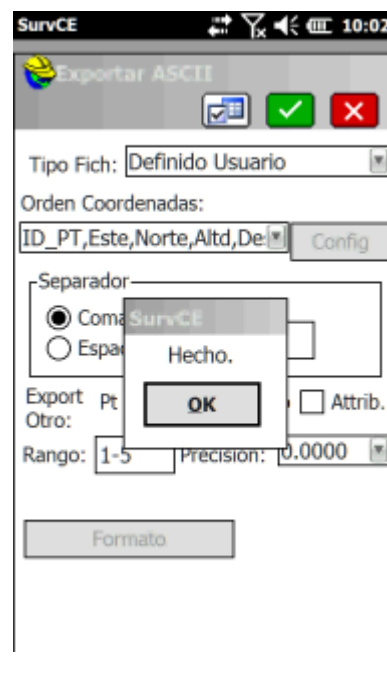 SurvCE 10:02
Exportar ASCII
Tipo Fich: Definido Usuario
Orden Coordenadas:
ID_PT,Este,Norte,Altd,De
Config
Separador
Coma
SurvCE
Hecho.
OK
Export Pt Attrib.
Otro:
Rango: 1-5 Precision: 0.0000
Formato